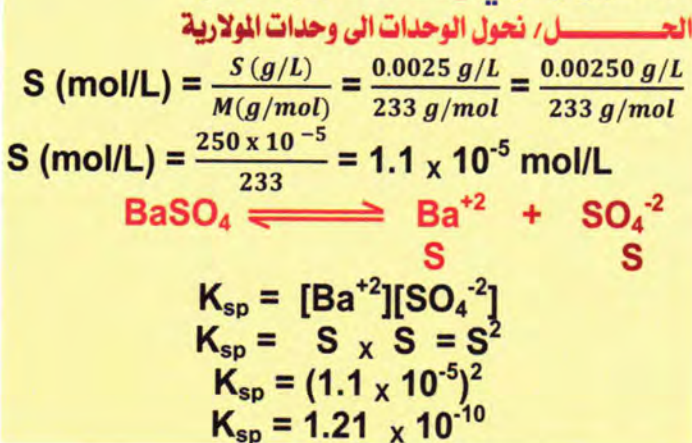 الحـــــــل/ نحول الوحدات الى وحدات المولارية
S (mol/L) = S (g/L) / M(g/mol) = 0.0025 g/L / 233 g/mol = 0.00250 g/L / 233 g/mol
S (mol/L) = 250 x 10⁻⁵ / 233 = 1.1 x 10⁻⁵ mol/L
BaSO₄ ⇌ Ba⁺² + SO₄⁻²
S S
Kₛₚ = [Ba⁺²][SO₄⁻²]
Kₛₚ = S x S = S²
Kₛₚ = (1.1 x 10⁻⁵)²
Kₛₚ = 1.21 x 10⁻¹⁰